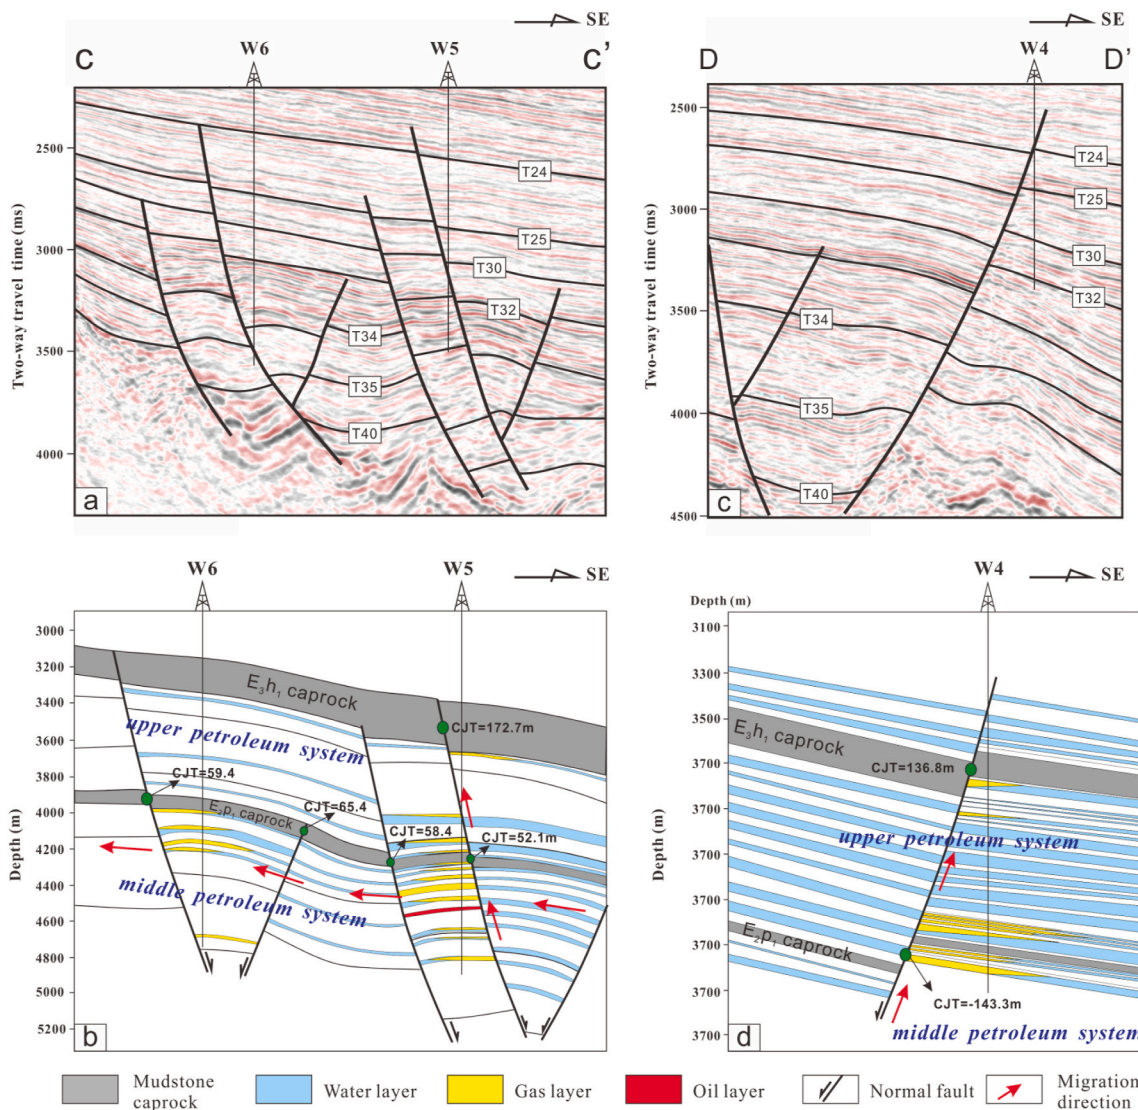 SE
SE
C
W6
W5
C'
D
W4
D'
Two-way travel time (ms)
2500
3000
3500
4000
T24
T25
T30
T32
T34
T35
T40
a
Two-way travel time (ms)
2500
3000
3500
4000
4500
T24
T25
T30
T32
T34
T35
T40
c
W6
W5
SE
W4
SE
Depth (m)
3000
3200
3400
3600
3800
4000
4200
4400
4600
4800
5000
5200
E3h1 caprock
CJT=172.7m
upper petroleum system
CJT=59.4
E2p1 caprock
CJT=65.4
CJT=58.4
CJT=52.1m
middle petroleum system
b
Depth (m)
Depth (m)
3100
3300
3500
3700
3700
3700
3700
3700
3700
E3h1 caprock
CJT=136.8m
upper petroleum system
E2p1 caprock
CJT=-143.3m
middle petroleum system
d
Mudstone
caprock
Water layer
Gas layer
Oil layer
Normal fault
Migration
direction